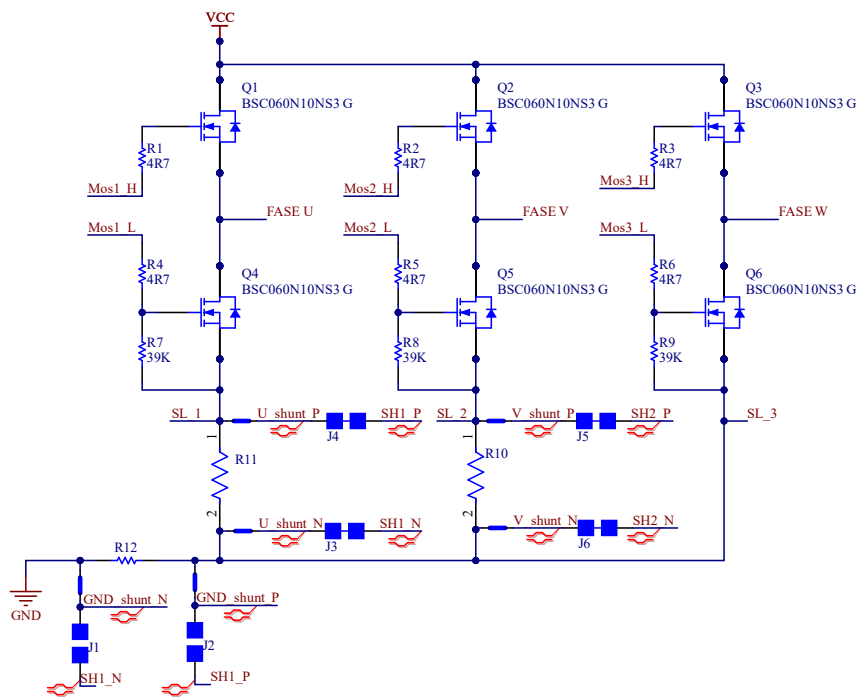 VCC
Q1
BSC060N10NS3 G
Q2
BSC060N10NS3 G
Q3
BSC060N10NS3 G
R1
4R7
R2
4R7
R3
4R7
Mos1_H
Mos2_H
Mos3_H
FASE U
FASE V
FASE W
Mos1_L
Mos2_L
Mos3_L
R4
4R7
R5
4R7
R6
4R7
Q4
BSC060N10NS3 G
Q5
BSC060N10NS3 G
Q6
BSC060N10NS3 G
R7
39K
R8
39K
R9
39K
SL_1
U_shunt_P
J4
SH1_P
SL_2
V_shunt_P
J5
SH2_P
SL_3
1
R11
2
1
R10
2
U_shunt_N
J3
SH1_N
V_shunt_N
J6
SH2_N
R12
GND
GND_shunt_N
GND_shunt_P
J1
J2
SH1_N
SH1_P